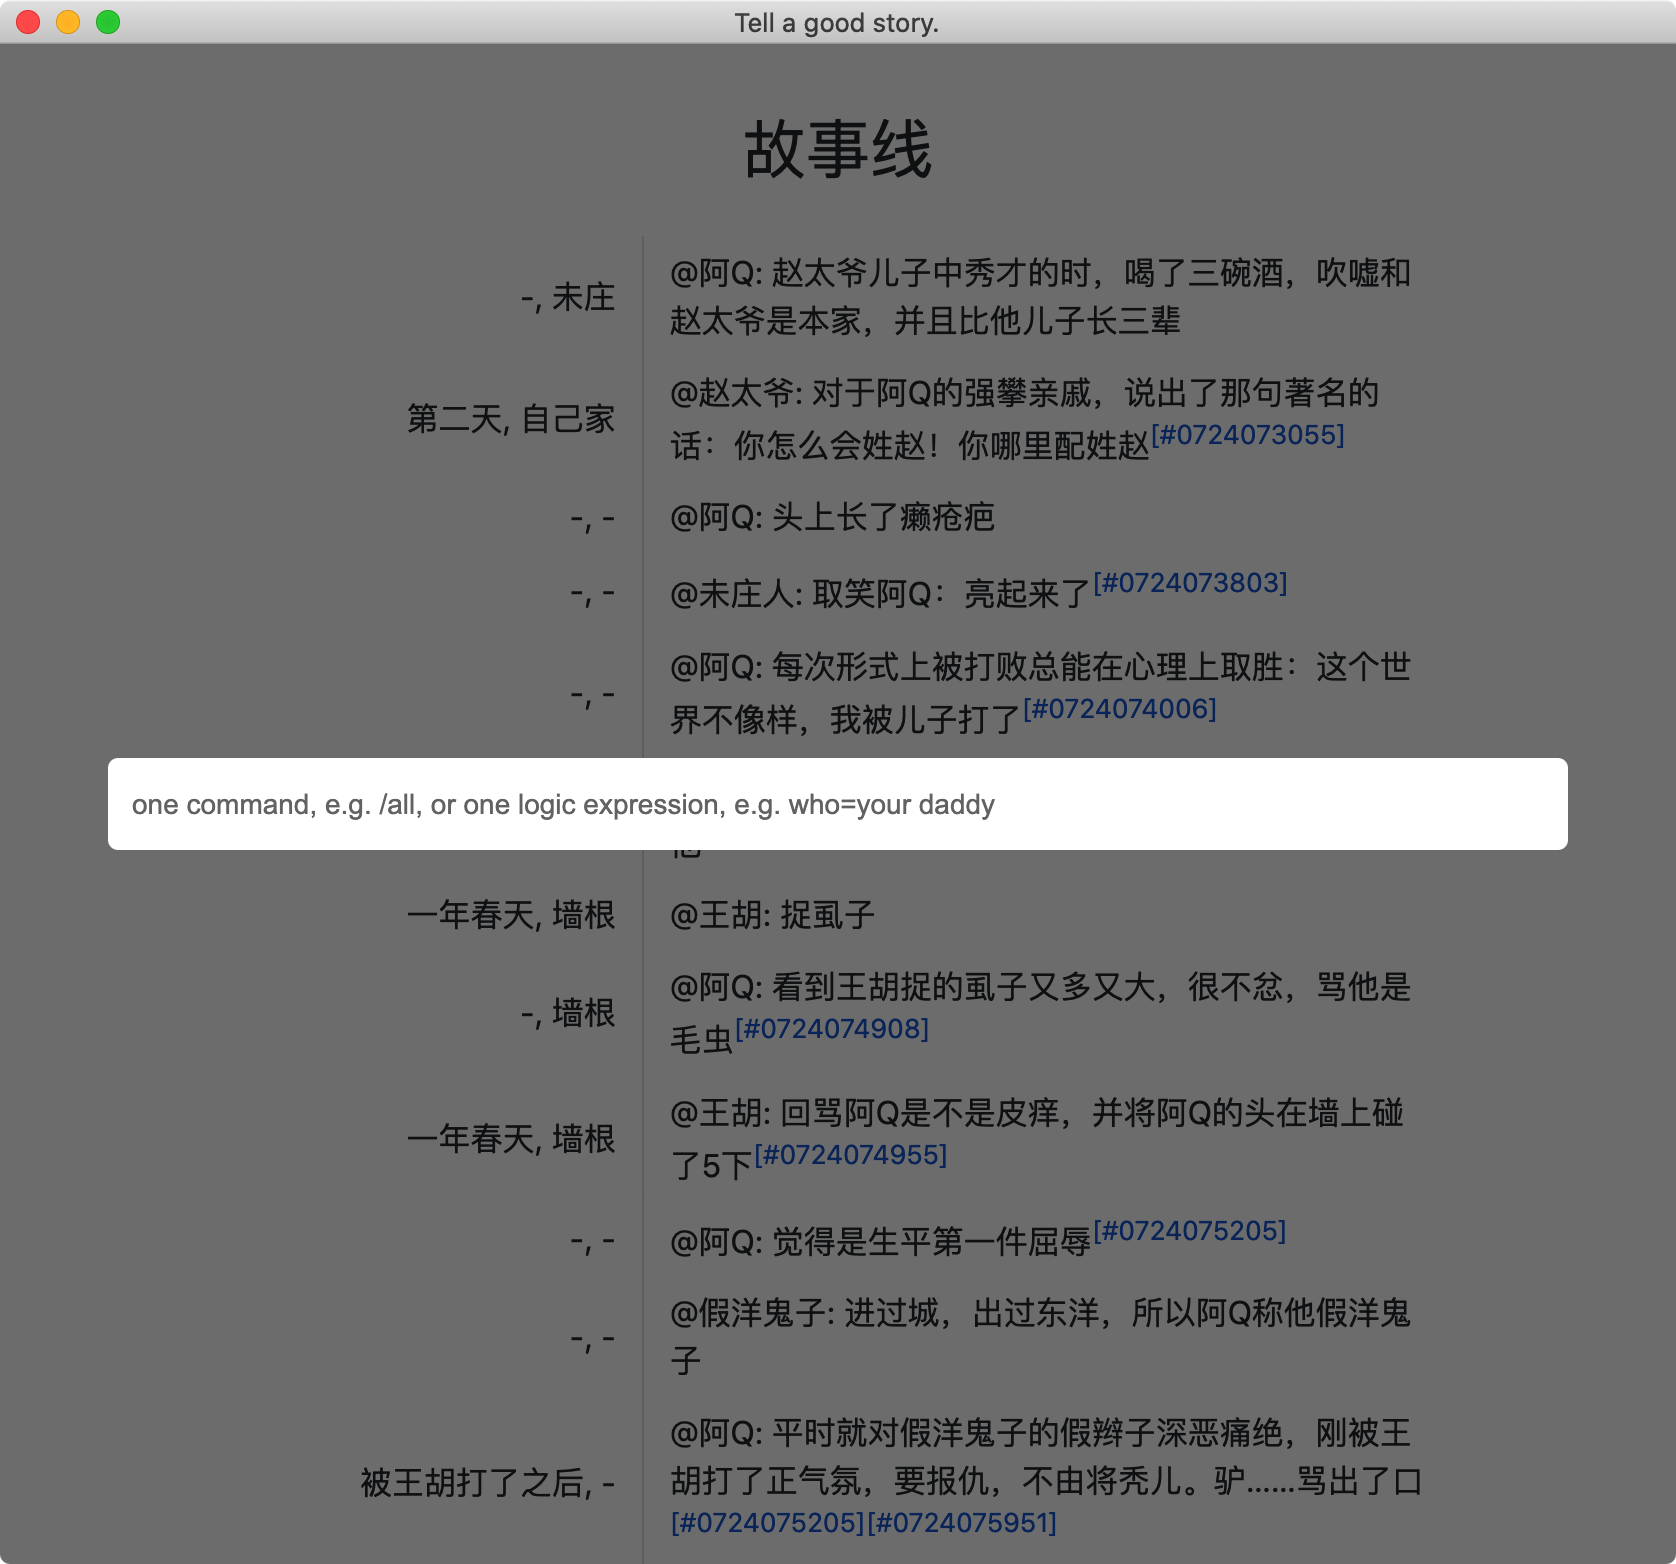 Tell a good story.
故事线
-, 未庄
@阿Q: 赵太爷儿子中秀才的时，喝了三碗酒，吹嘘和
赵太爷是本家，并且比他儿子长三辈
第二天, 自己家
@赵太爷: 对于阿Q的强攀亲戚，说出了那句著名的
话：你怎么会姓赵！你哪里配姓赵[#0724073055]
-, -
@阿Q: 头上长了癞疮疤
-, -
@未庄人: 取笑阿Q：亮起来了[#0724073803]
-, -
@阿Q: 每次形式上被打败总能在心理上取胜：这个世
界不像样，我被儿子打了[#0724074006]
one command, e.g. /all, or one logic expression, e.g. who=your daddy
一年春天, 墙根
@王胡: 捉虱子
-, 墙根
@阿Q: 看到王胡捉的虱子又多又大，很不忿，骂他是
毛虫[#0724074908]
一年春天, 墙根
@王胡: 回骂阿Q是不是皮痒，并将阿Q的头在墙上碰
了5下[#0724074955]
-, -
@阿Q: 觉得是生平第一件屈辱[#0724075205]
-, -
@假洋鬼子: 进过城，出过东洋，所以阿Q称他假洋鬼
子
被王胡打了之后, -
@阿Q: 平时就对假洋鬼子的假辫子深恶痛绝，刚被王
胡打了正气氛，要报仇，不由将秃儿。驴……骂出了口
[#0724075205][#0724075951]